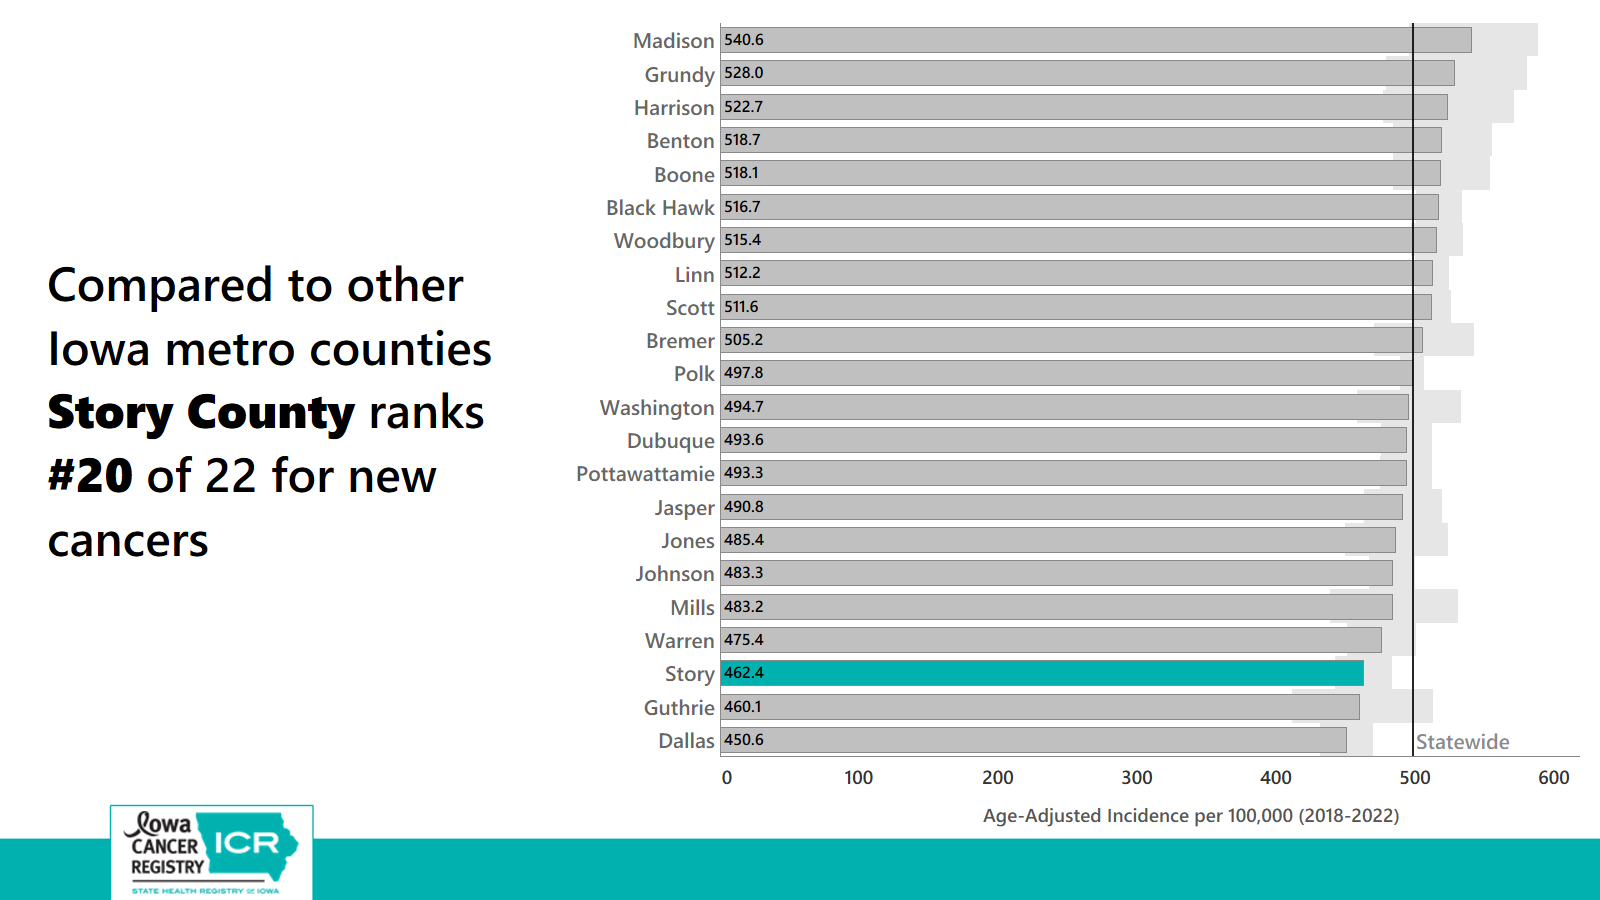 Compared to other
Iowa metro counties
Story County ranks
#20 of 22 for new
cancers
Madison 540.6
Grundy 528.0
Harrison 522.7
Benton 518.7
Boone 518.1
Black Hawk 516.7
Woodbury 515.4
Linn 512.2
Scott 511.6
Bremer 505.2
Polk 497.8
Washington 494.7
Dubuque 493.6
Pottawattamie 493.3
Jasper 490.8
Jones 485.4
Johnson 483.3
Mills 483.2
Warren 475.4
Story 462.4
Guthrie 460.1
Dallas 450.6
Statewide
0 100 200 300 400 500 600
Age-Adjusted Incidence per 100,000 (2018-2022)
Iowa
CANCER
REGISTRY
ICR
STATE HEALTH REGISTRY OF IOWA